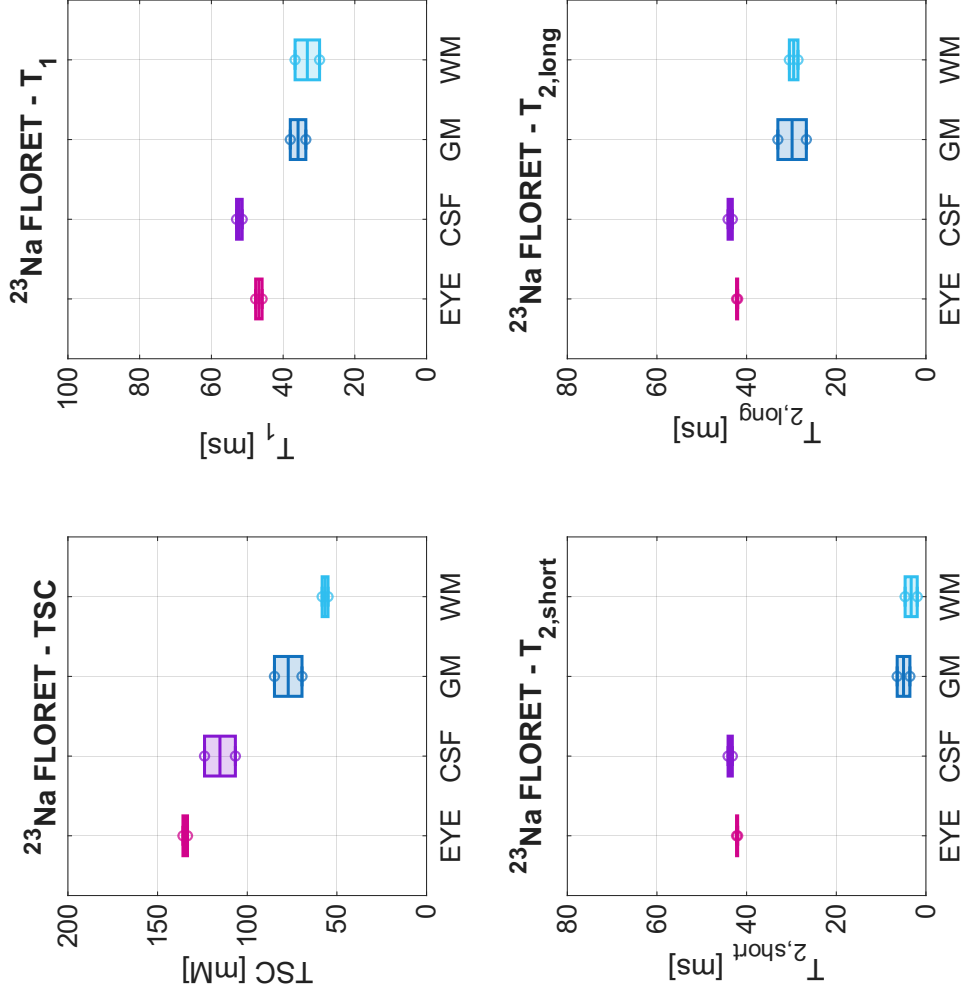 ²³Na FLORET - TSC
TSC [mM]
200
150
100
50
0
EYE CSF GM WM
²³Na FLORET - T₁
T₁ [ms]
100
80
60
40
20
0
EYE CSF GM WM
²³Na FLORET - T₂,short
T₂,short [ms]
80
60
40
20
0
EYE CSF GM WM
²³Na FLORET - T₂,long
T₂,long [ms]
80
60
40
20
0
EYE CSF GM WM